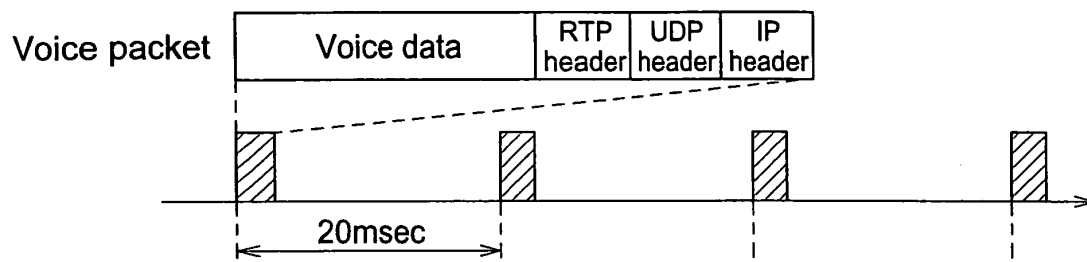 Voice packet
Voice data
RTP
header
UDP
header
IP
header
20msec